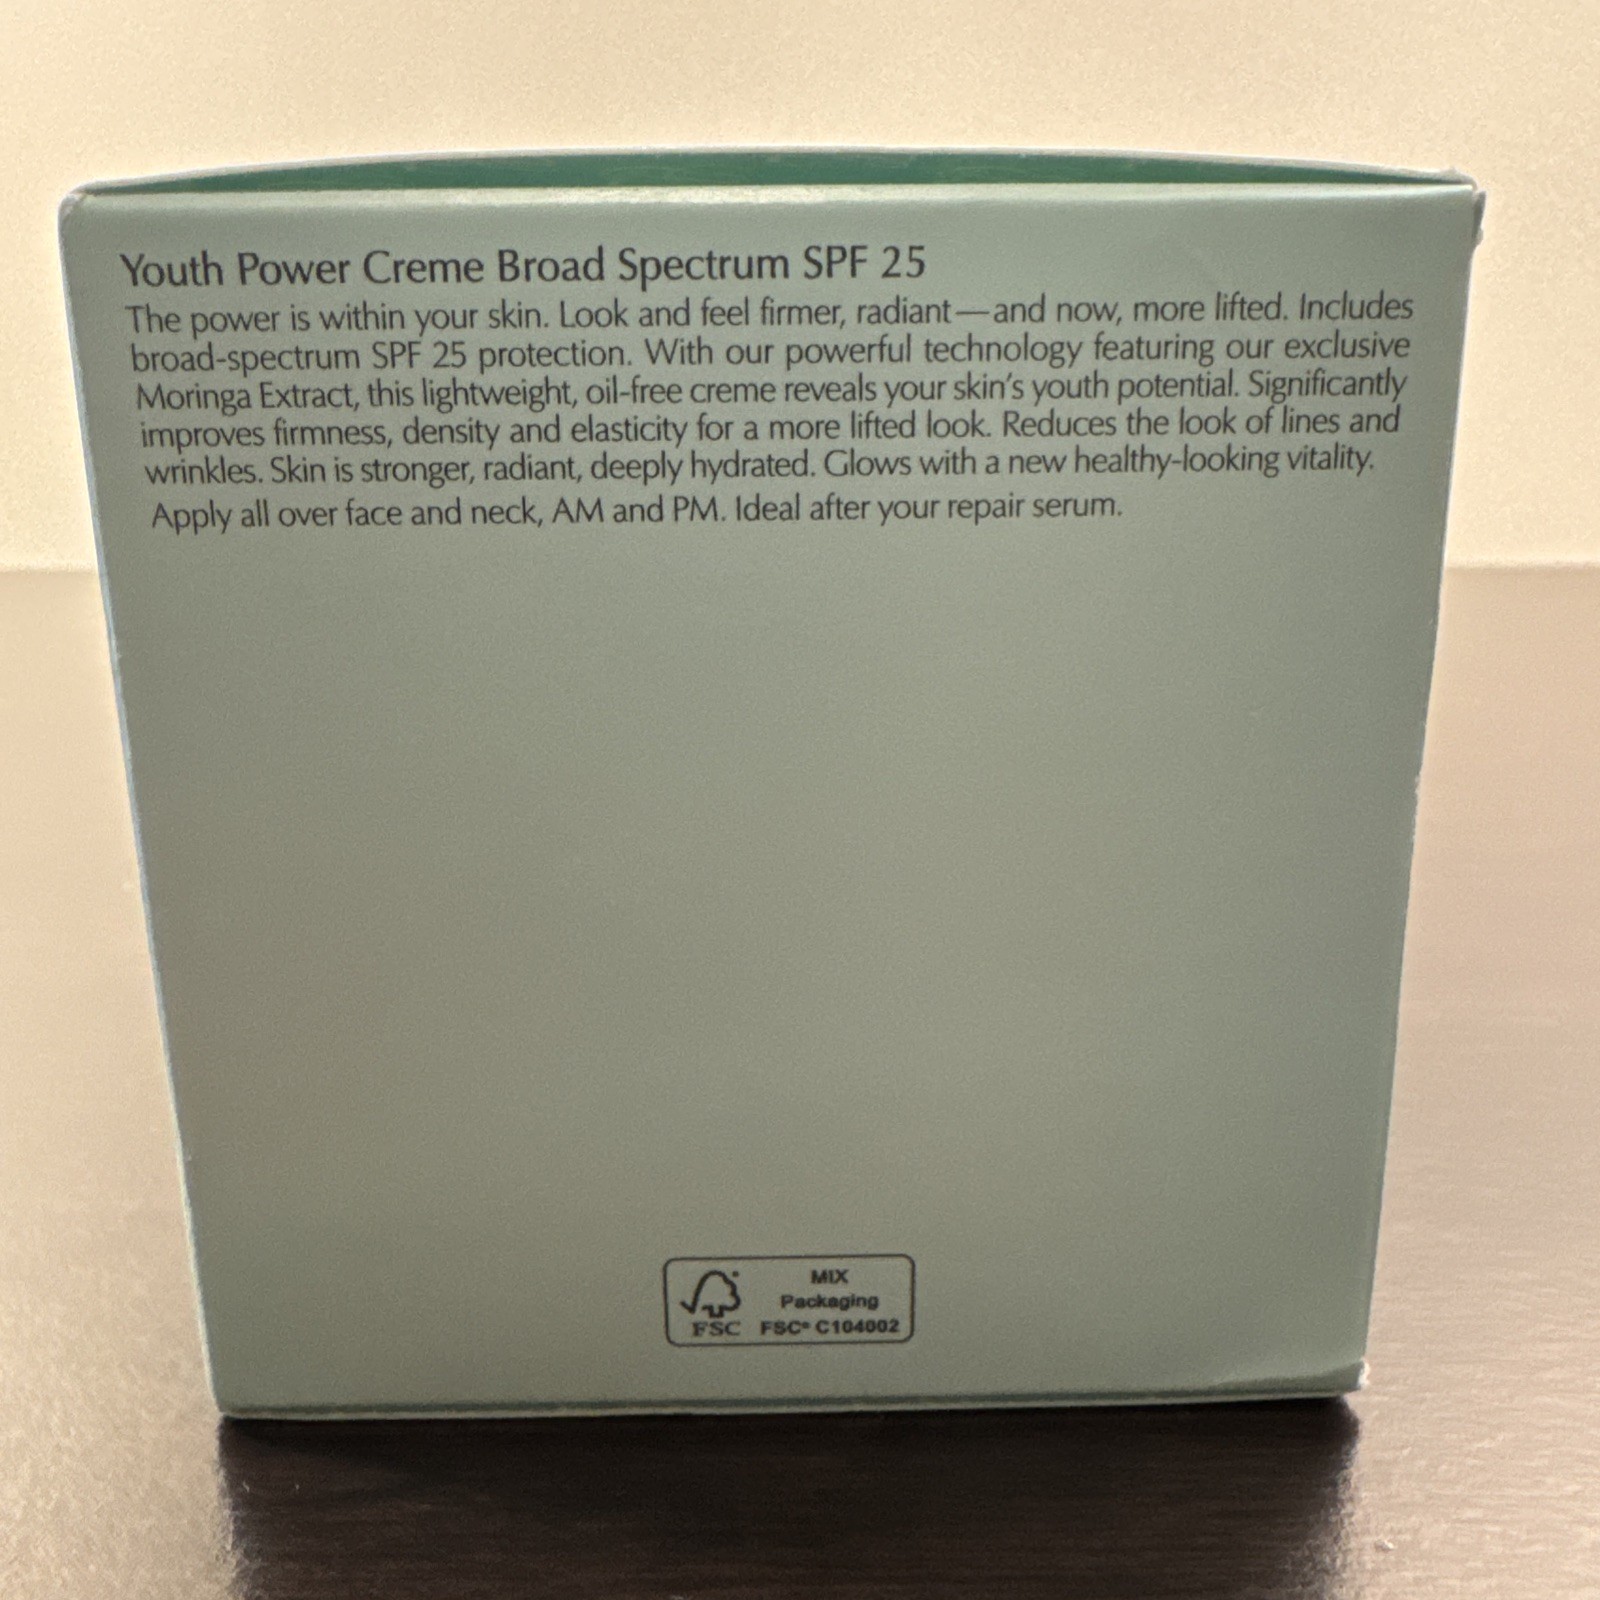 Youth Power Creme Broad Spectrum SPF 25
The power is within your skin. Look and feel firmer, radiant—and now, more lifted. Includes
broad-spectrum SPF 25 protection. With our powerful technology featuring our exclusive
Moringa Extract, this lightweight, oil-free creme reveals your skin's youth potential. Significantly
improves firmness, density and elasticity for a more lifted look. Reduces the look of lines and
wrinkles. Skin is stronger, radiant, deeply hydrated. Glows with a new healthy-looking vitality.
Apply all over face and neck, AM and PM. Ideal after your repair serum.
MIX
Packaging
FSC FSC® C104002